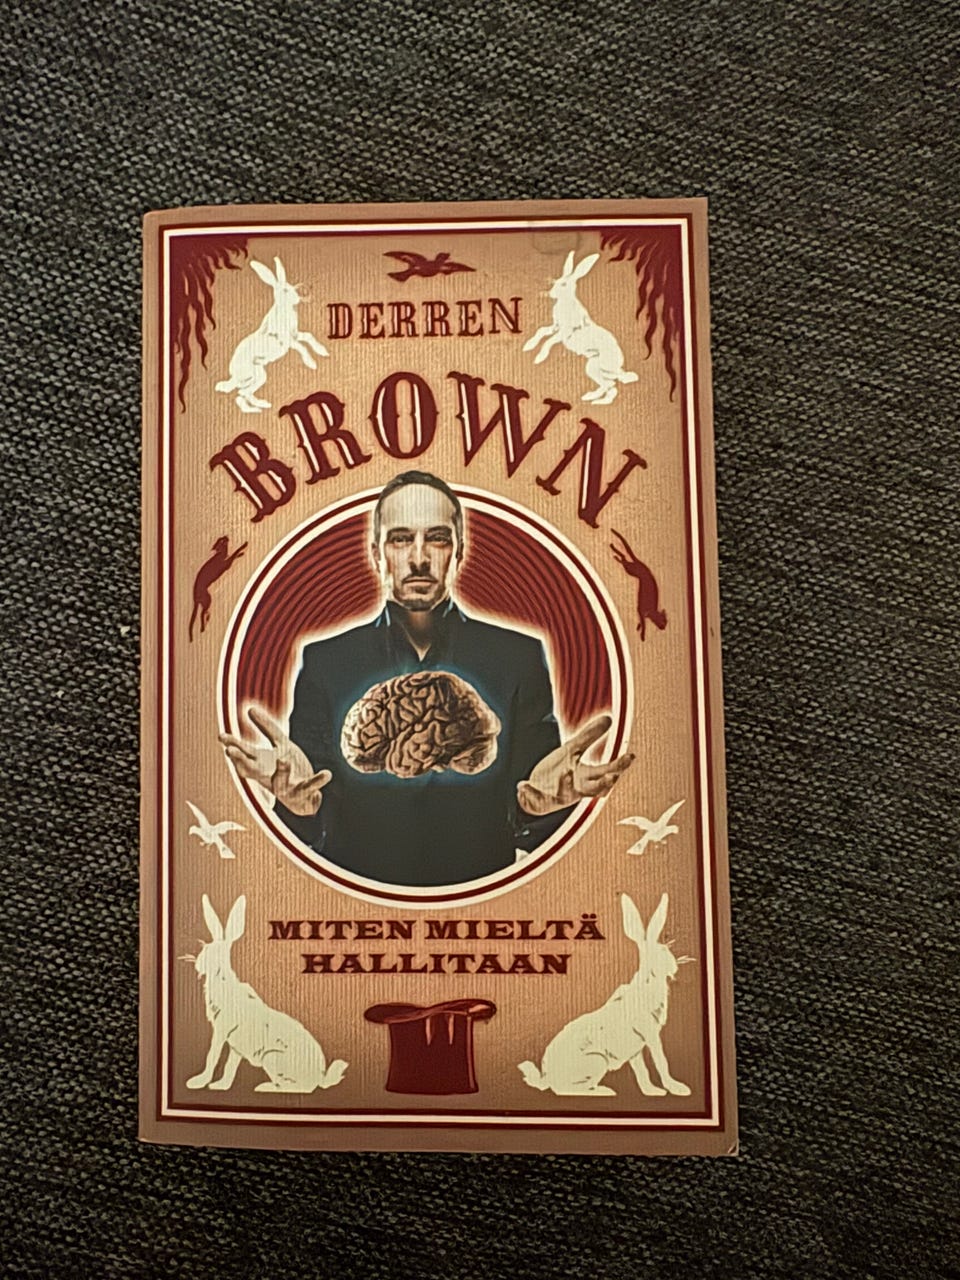 DERREN
BROWN
MITEN MIELTÄ
HALLITAAN